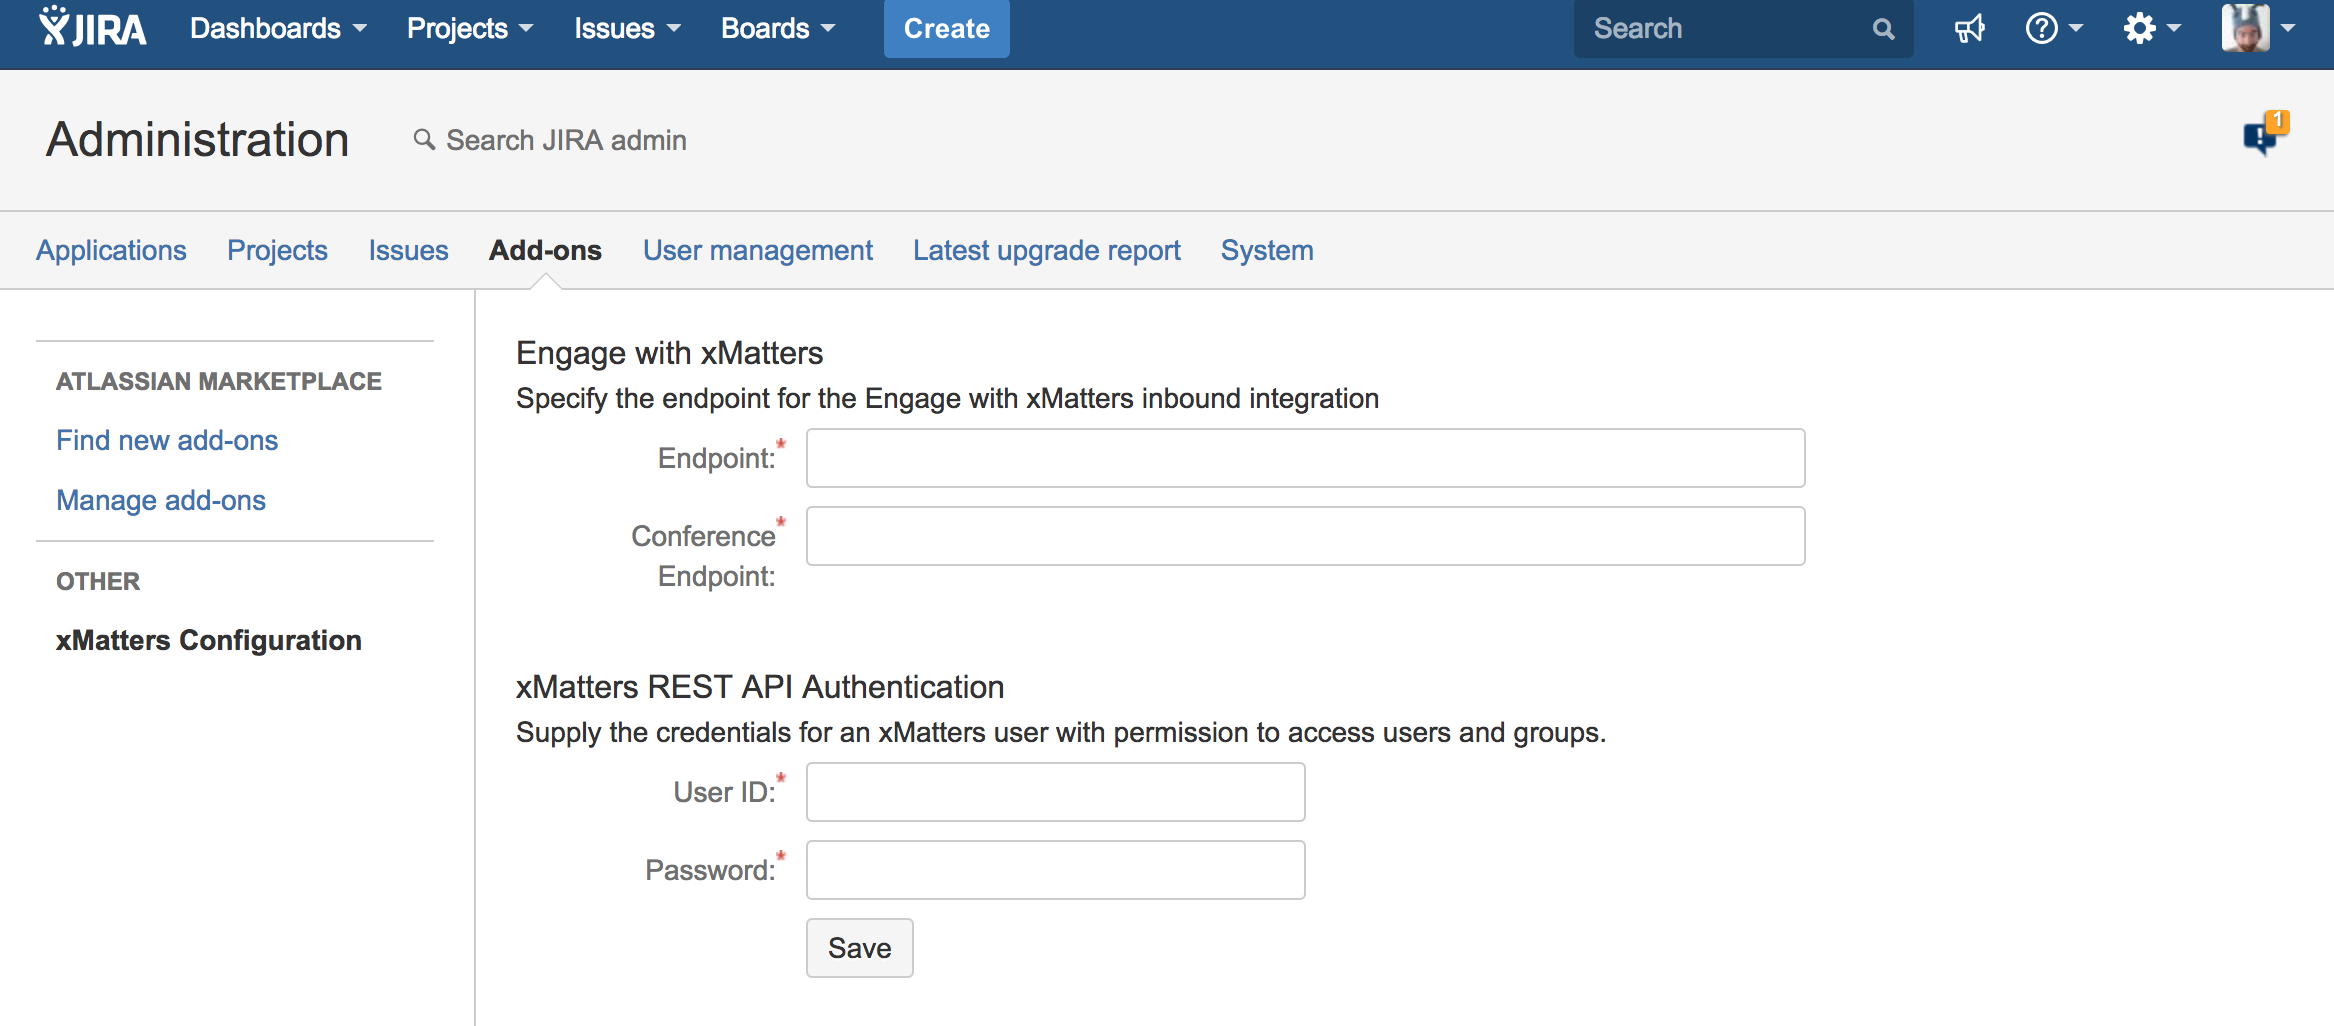 JIRA Dashboards Projects Issues Boards Create Search ?
Administration Search JIRA admin ! 1
Applications Projects Issues Add-ons User management Latest upgrade report System
ATLASSIAN MARKETPLACE
Find new add-ons
Manage add-ons
OTHER
xMatters Configuration
Engage with xMatters
Specify the endpoint for the Engage with xMatters inbound integration
Endpoint:*
Conference*
Endpoint:
xMatters REST API Authentication
Supply the credentials for an xMatters user with permission to access users and groups.
User ID:*
Password:*
Save